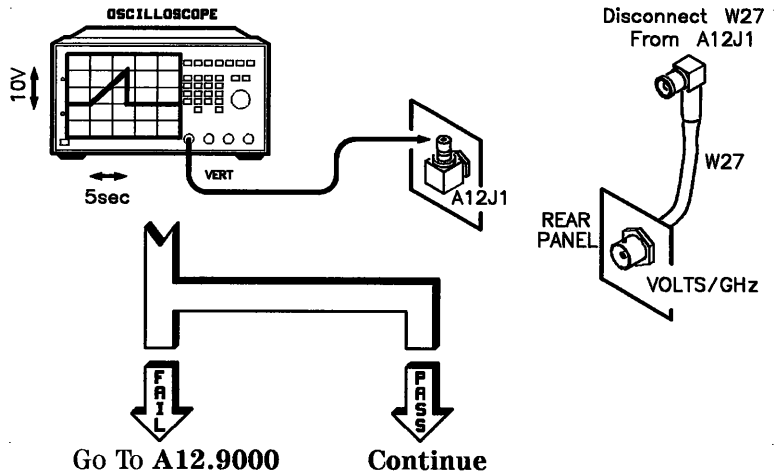 OSCILLOSCOPE
10V
5sec
VERT
A12J1
Disconnect W27
From A12J1
W27
REAR
PANEL
VOLTS/GHz
FAIL
PASS
Go To A12.9000
Continue